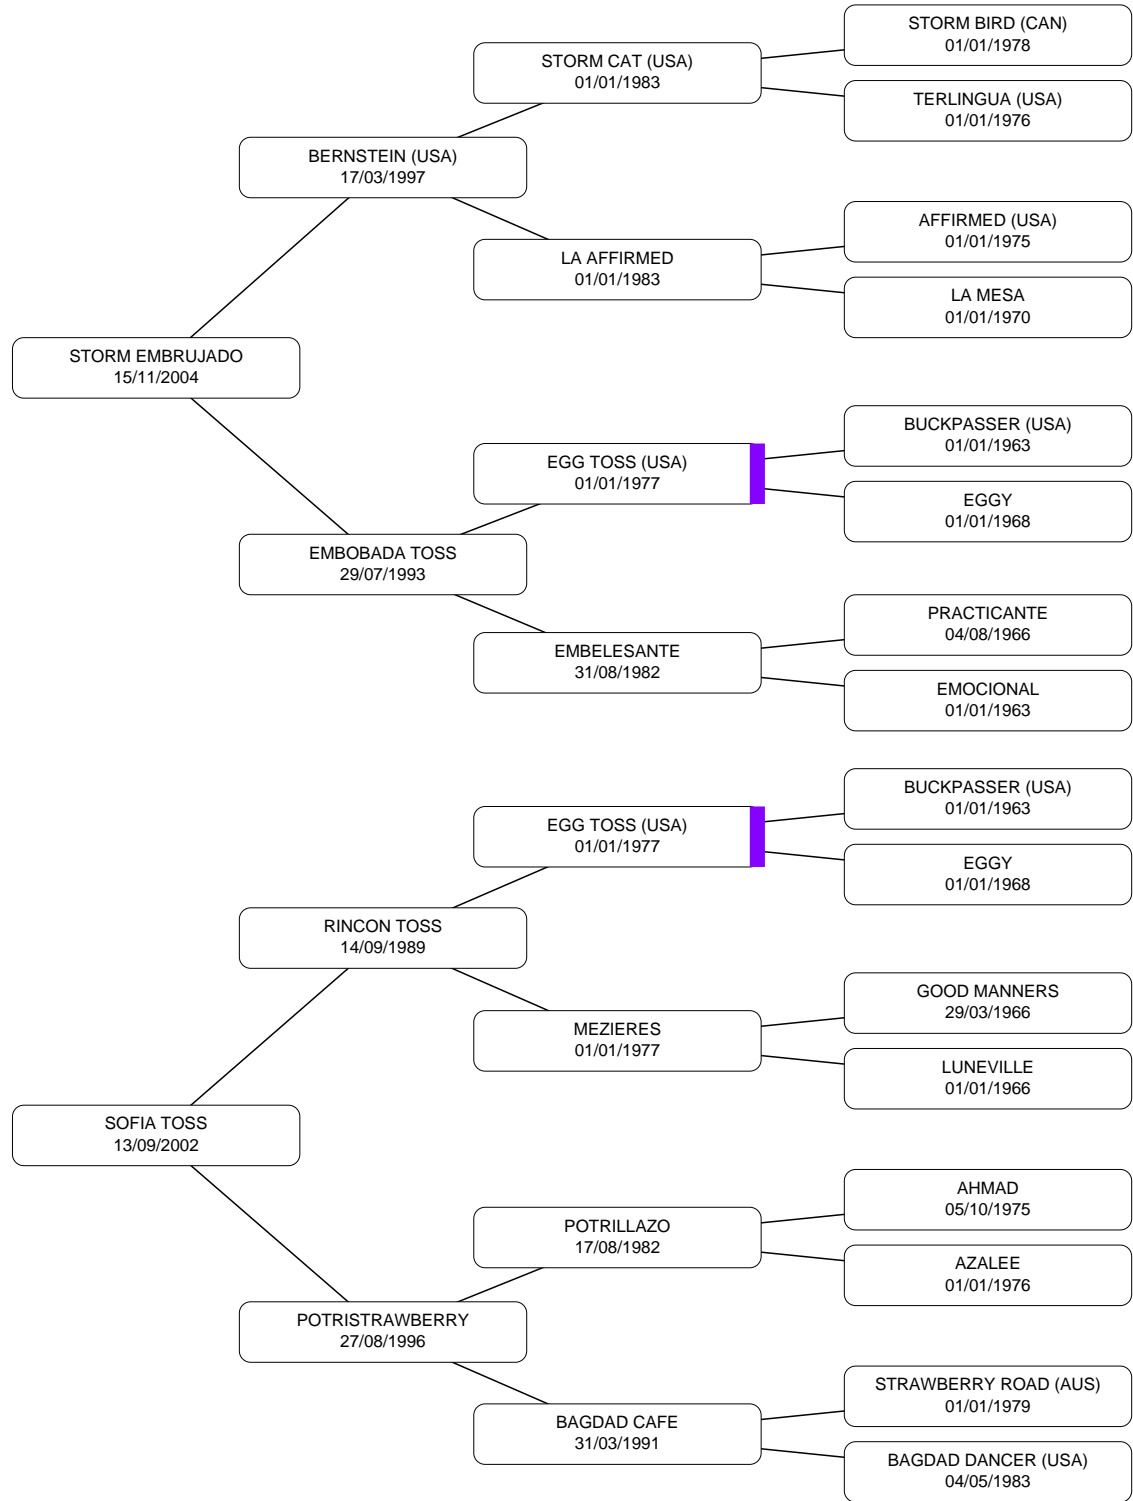 STORM BIRD (CAN)
01/01/1978
STORM CAT (USA)
01/01/1983
TERLINGUA (USA)
01/01/1976
BERNSTEIN (USA)
17/03/1997
AFFIRMED (USA)
01/01/1975
LA AFFIRMED
01/01/1983
LA MESA
01/01/1970
STORM EMBRUJADO
15/11/2004
BUCKPASSER (USA)
01/01/1963
EGG TOSS (USA)
01/01/1977
EGGY
01/01/1968
EMBOBADA TOSS
29/07/1993
PRACTICANTE
04/08/1966
EMBELESANTE
31/08/1982
EMOCIONAL
01/01/1963
BUCKPASSER (USA)
01/01/1963
EGG TOSS (USA)
01/01/1977
EGGY
01/01/1968
RINCON TOSS
14/09/1989
GOOD MANNERS
29/03/1966
MEZIERES
01/01/1977
LUNEVILLE
01/01/1966
SOFIA TOSS
13/09/2002
AHMAD
05/10/1975
POTRILLAZO
17/08/1982
AZALEE
01/01/1976
POTRISTRAWBERRY
27/08/1996
STRAWBERRY ROAD (AUS)
01/01/1979
BAGDAD CAFE
31/03/1991
BAGDAD DANCER (USA)
04/05/1983